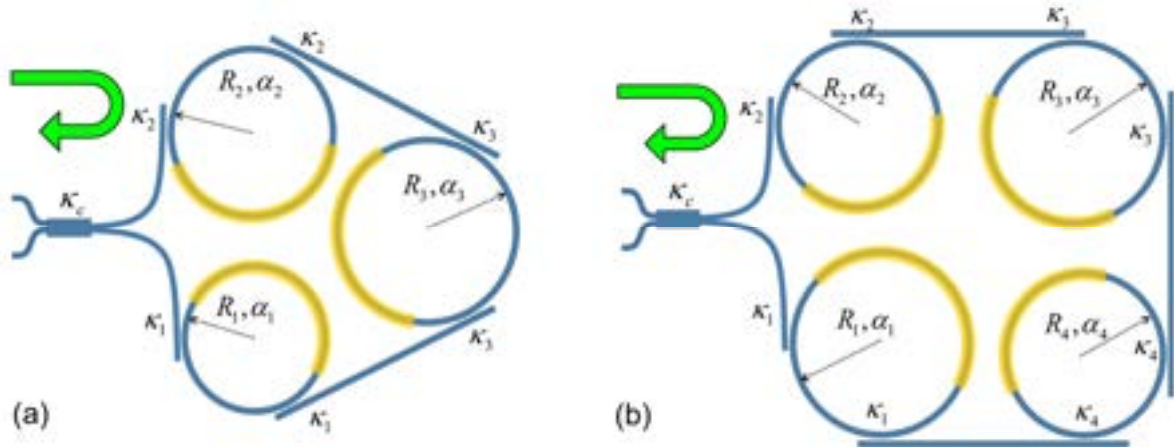 κ2
R2, α2
κ2
κ3
R3, α3
κc
R1, α1
κ1
κ3
κ1
(a)
κ2
κ3
R2, α2
R3, α3
κ2
κ3
κc
κ1
R1, α1
R4, α4
κ4
κ1
κ4
(b)